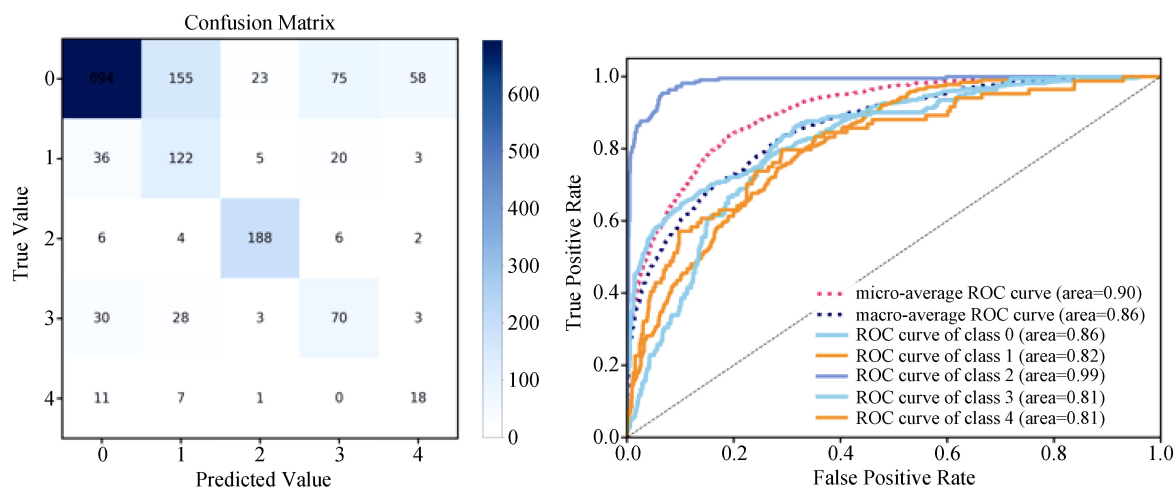 Confusion Matrix
True Value
0
694 155 23 75 58
1
36 122 5 20 3
2
6 4 188 6 2
3
30 28 3 70 3
4
11 7 1 0 18
0 1 2 3 4
Predicted Value
600
500
400
300
200
100
0
True Positive Rate
1.0
0.8
0.6
0.4
0.2
0.0
micro-average ROC curve (area=0.90)
macro-average ROC curve (area=0.86)
ROC curve of class 0 (area=0.86)
ROC curve of class 1 (area=0.82)
ROC curve of class 2 (area=0.99)
ROC curve of class 3 (area=0.81)
ROC curve of class 4 (area=0.81)
0.0 0.2 0.4 0.6 0.8 1.0
False Positive Rate